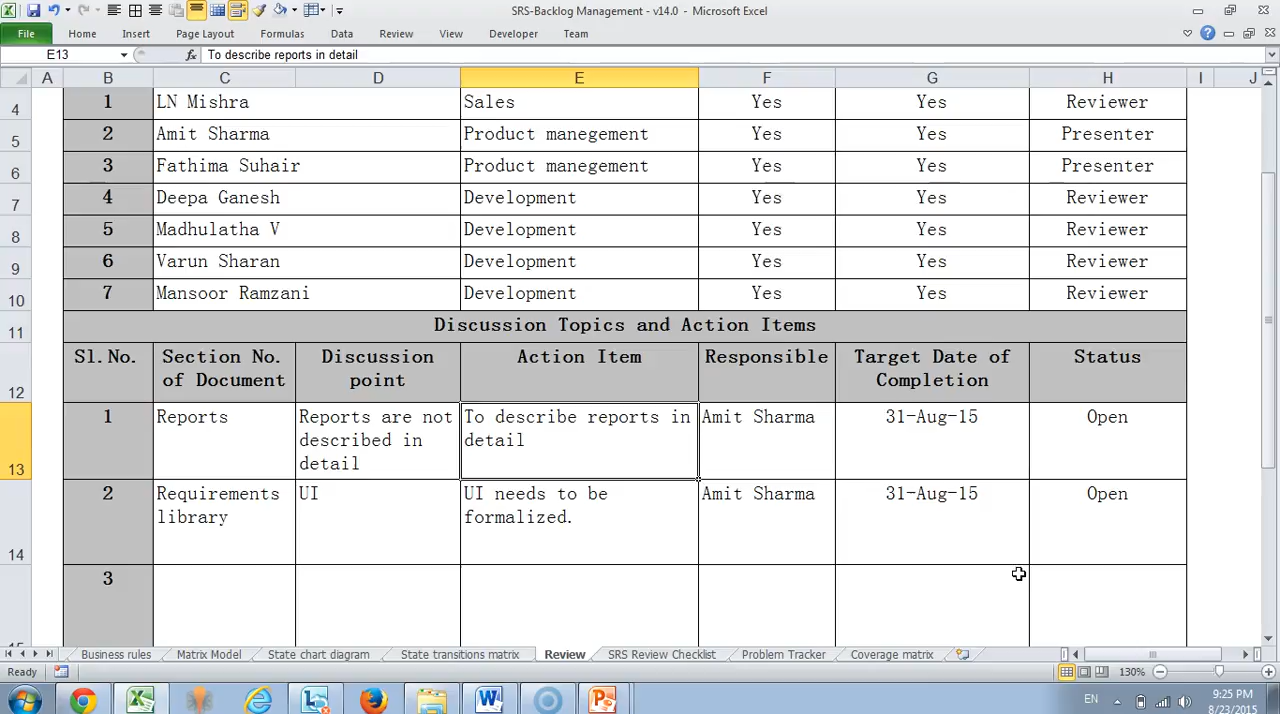 SRS-Backlog Management - v14.0 - Microsoft Excel
File Home Insert Page Layout Formulas Data Review View Developer Team
E13 fx To describe reports in detail
A B C D E F G H I J
4 1 LN Mishra Sales Yes Yes Reviewer
5 2 Amit Sharma Product manegement Yes Yes Presenter
6 3 Fathima Suhair Product manegement Yes Yes Presenter
7 4 Deepa Ganesh Development Yes Yes Reviewer
8 5 Madhulatha V Development Yes Yes Reviewer
9 6 Varun Sharan Development Yes Yes Reviewer
10 7 Mansoor Ramzani Development Yes Yes Reviewer
11 Discussion Topics and Action Items
Sl. No. Section No. Discussion Action Item Responsible Target Date of Status
of Document point Completion
12
1 Reports Reports are not To describe reports in Amit Sharma 31-Aug-15 Open
described in detail
13 detail
2 Requirements UI UI needs to be Amit Sharma 31-Aug-15 Open
library formalized.
14
3
15
Business rules Matrix Model State chart diagram State transitions matrix Review SRS Review Checklist Problem Tracker Coverage matrix
Ready 130%
EN 9:25 PM
8/23/2015